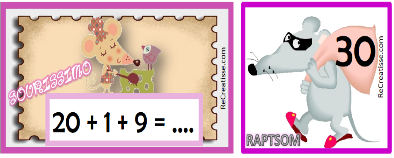 SOURISSIMO
20 + 1 + 9 = ....
ReCreatisse.com
30
RAPTSOM
ReCreatisse.com